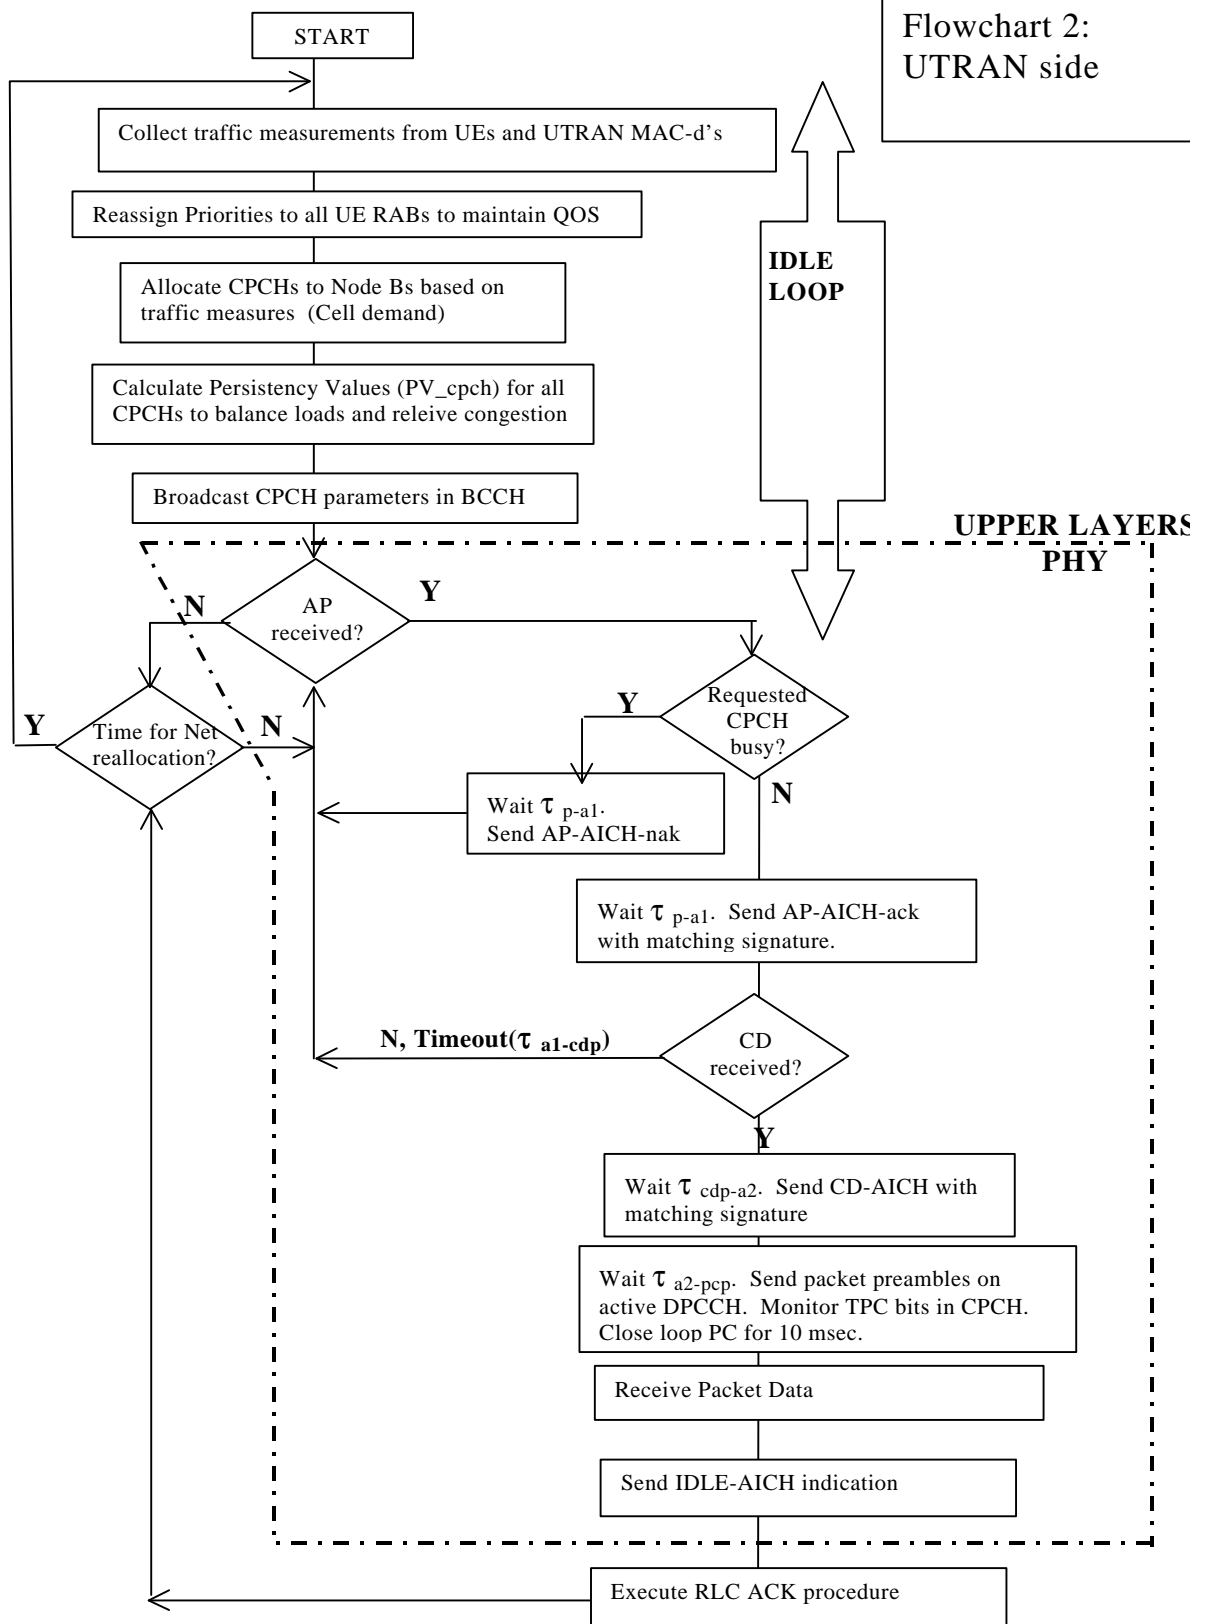 Flowchart 2:
UTRAN side
START
Collect traffic measurements from UEs and UTRAN MAC-d's
Reassign Priorities to all UE RABs to maintain QOS
IDLE
LOOP
Allocate CPCHs to Node Bs based on
traffic measures (Cell demand)
Calculate Persistency Values (PV_cpch) for all
CPCHs to balance loads and releive congestion
Broadcast CPCH parameters in BCCH
UPPER LAYERS
PHY
N
AP
received?
Y
Y
Time for Net
reallocation?
N
Y
Requested
CPCH
busy?
N
Wait τ p-a1.
Send AP-AICH-nak
Wait τ p-a1. Send AP-AICH-ack
with matching signature.
N, Timeout(τ a1-cdp)
CD
received?
Y
Wait τ cdp-a2. Send CD-AICH with
matching signature
Wait τ a2-pcp. Send packet preambles on
active DPCCH. Monitor TPC bits in CPCH.
Close loop PC for 10 msec.
Receive Packet Data
Send IDLE-AICH indication
Execute RLC ACK procedure